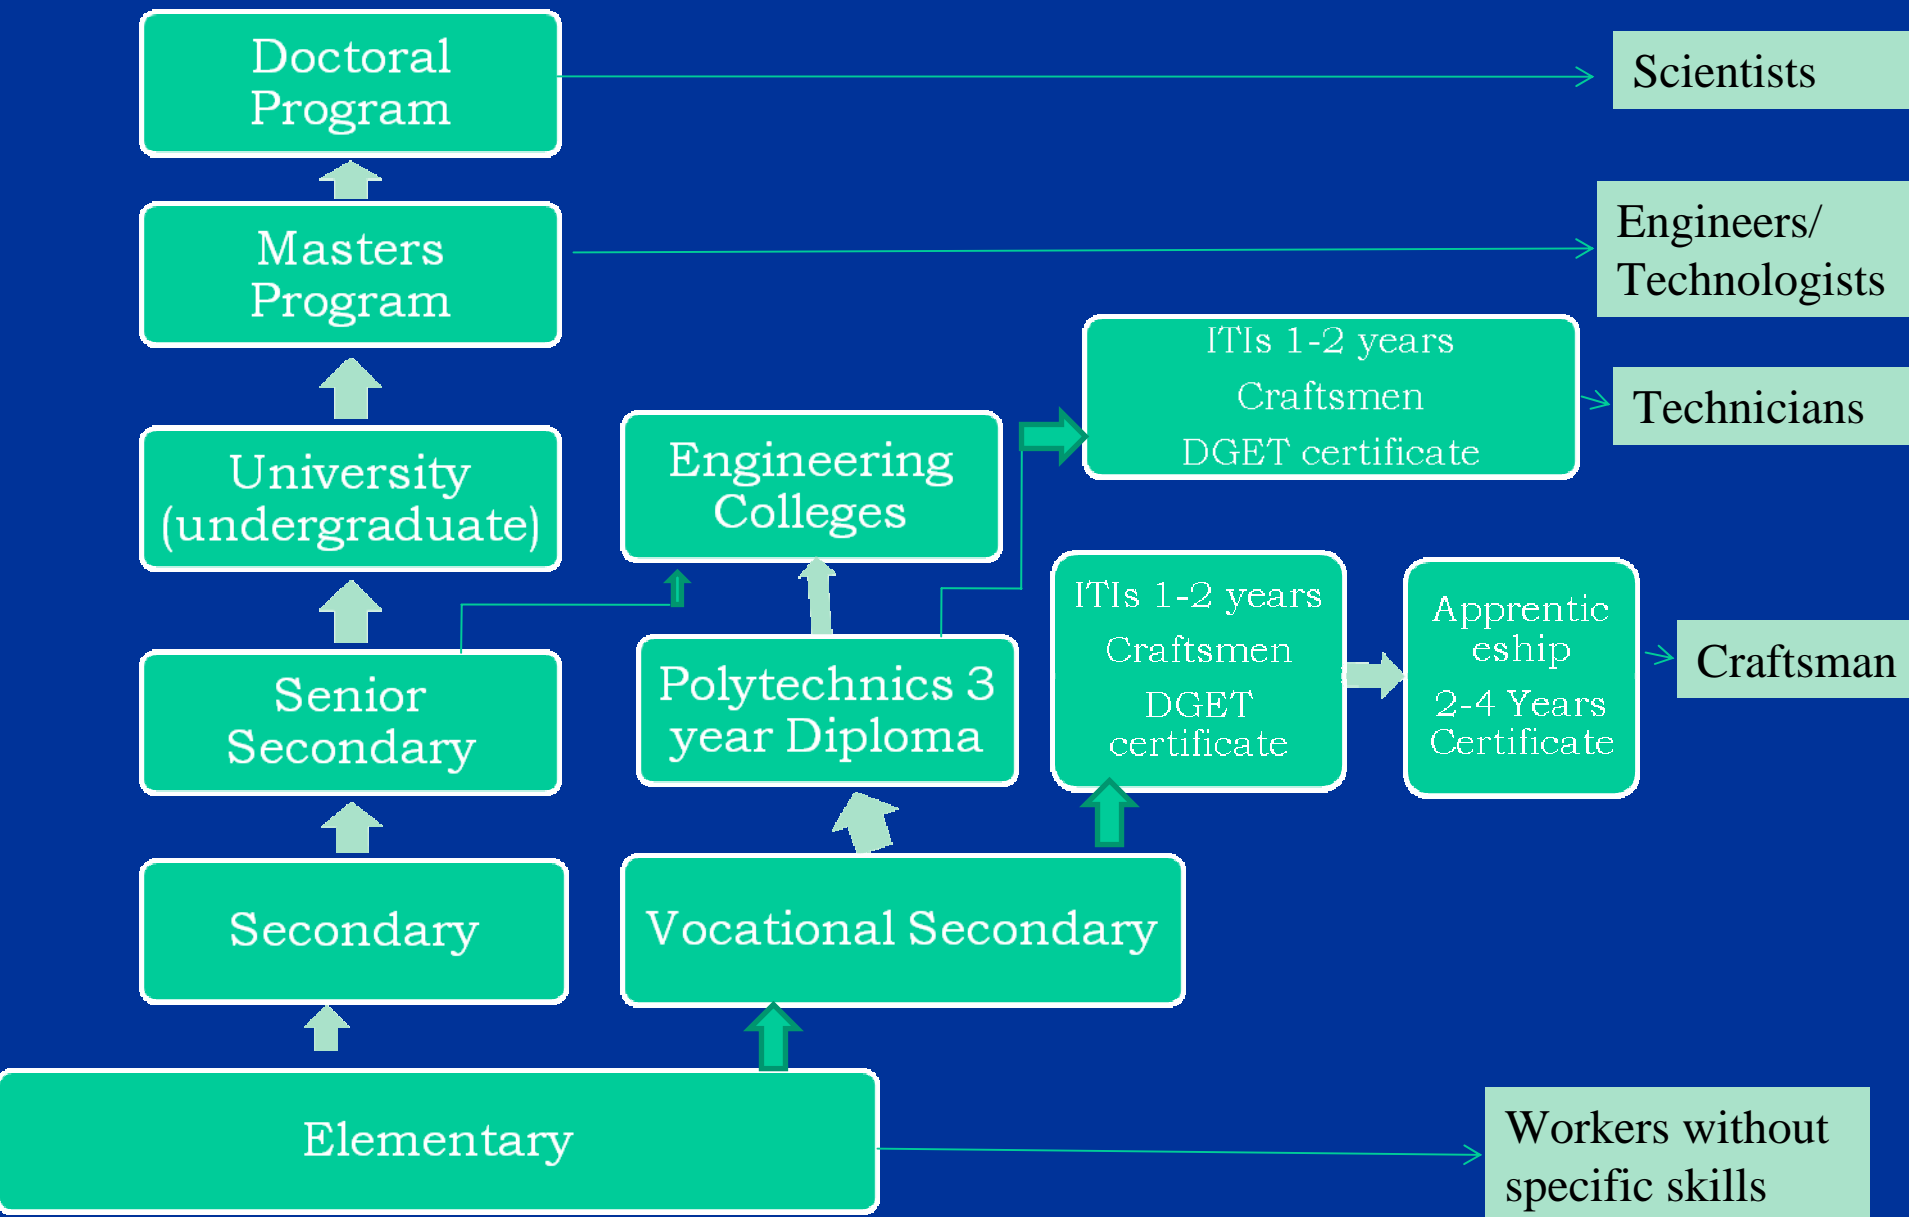 Doctoral
Program
Scientists
Masters
Program
Engineers/
Technologists
ITIs 1-2 years
Craftsmen
DGET certificate
Technicians
University
(undergraduate)
Engineering
Colleges
Senior
Secondary
Polytechnics 3
year Diploma
ITIs 1-2 years
Craftsmen
DGET
certificate
Apprentic
eship
2-4 Years
Certificate
Craftsman
Secondary
Vocational Secondary
Elementary
Workers without
specific skills